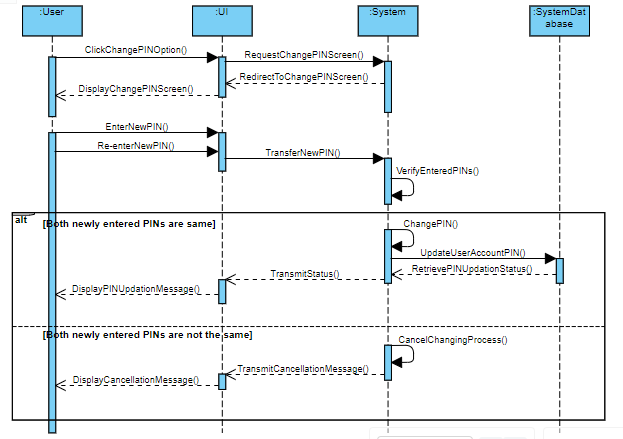 :User
:UI
:System
:SystemDat
abase
ClickChangePINOption()
RequestChangePINScreen()
RedirectToChangePINScreen()
DisplayChangePINScreen()
EnterNewPIN()
Re-enterNewPIN()
TransferNewPIN()
VerifyEnteredPINs()
alt
[Both newly entered PINs are same]
ChangePIN()
UpdateUserAccountPIN()
RetrievePINUpdationStatus()
TransmitStatus()
DisplayPINUpdationMessage()
[Both newly entered PINs are not the same]
CancelChangingProcess()
TransmitCancellationMessage()
DisplayCancellationMessage()